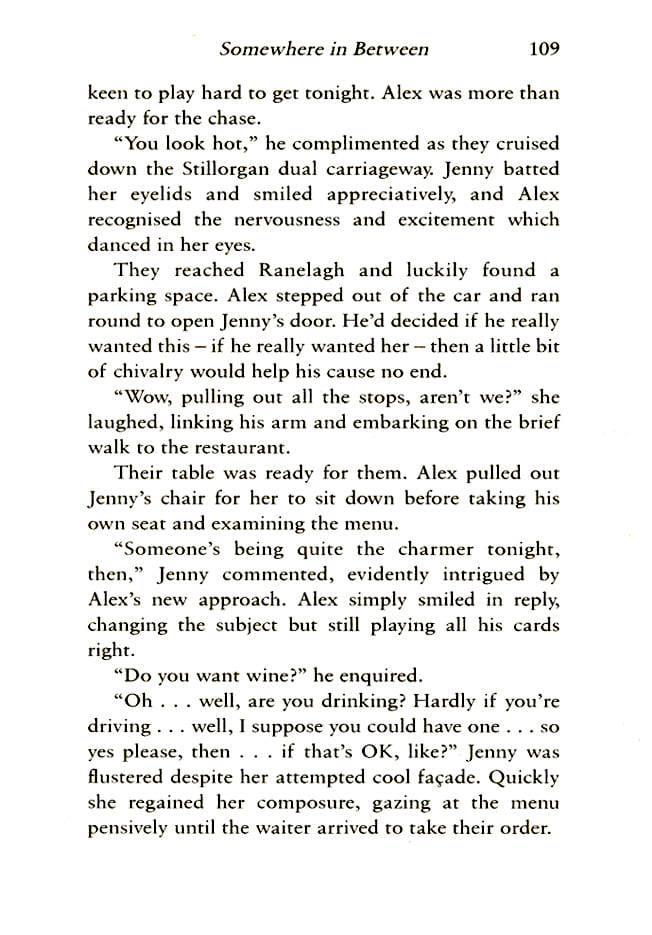 Somewhere in Between 109
keen to play hard to get tonight. Alex was more than
ready for the chase.
“You look hot,” he complimented as they cruised
down the Stillorgan dual carriageway. Jenny batted
her eyelids and smiled appreciatively, and Alex
recognised the nervousness and excitement which
danced in her eyes.
They reached Ranelagh and luckily found a
parking space. Alex stepped out of the car and ran
round to open Jenny’s door. He’d decided if he really
wanted this – if he really wanted her – then a little bit
of chivalry would help his cause no end.
“Wow, pulling out all the stops, aren’t we?” she
laughed, linking his arm and embarking on the brief
walk to the restaurant.
Their table was ready for them. Alex pulled out
Jenny’s chair for her to sit down before taking his
own seat and examining the menu.
“Someone’s being quite the charmer tonight,
then,” Jenny commented, evidently intrigued by
Alex’s new approach. Alex simply smiled in reply,
changing the subject but still playing all his cards
right.
“Do you want wine?” he enquired.
“Oh . . . well, are you drinking? Hardly if you’re
driving . . . well, I suppose you could have one . . . so
yes please, then . . . if that’s OK, like?” Jenny was
flustered despite her attempted cool façade. Quickly
she regained her composure, gazing at the menu
pensively until the waiter arrived to take their order.